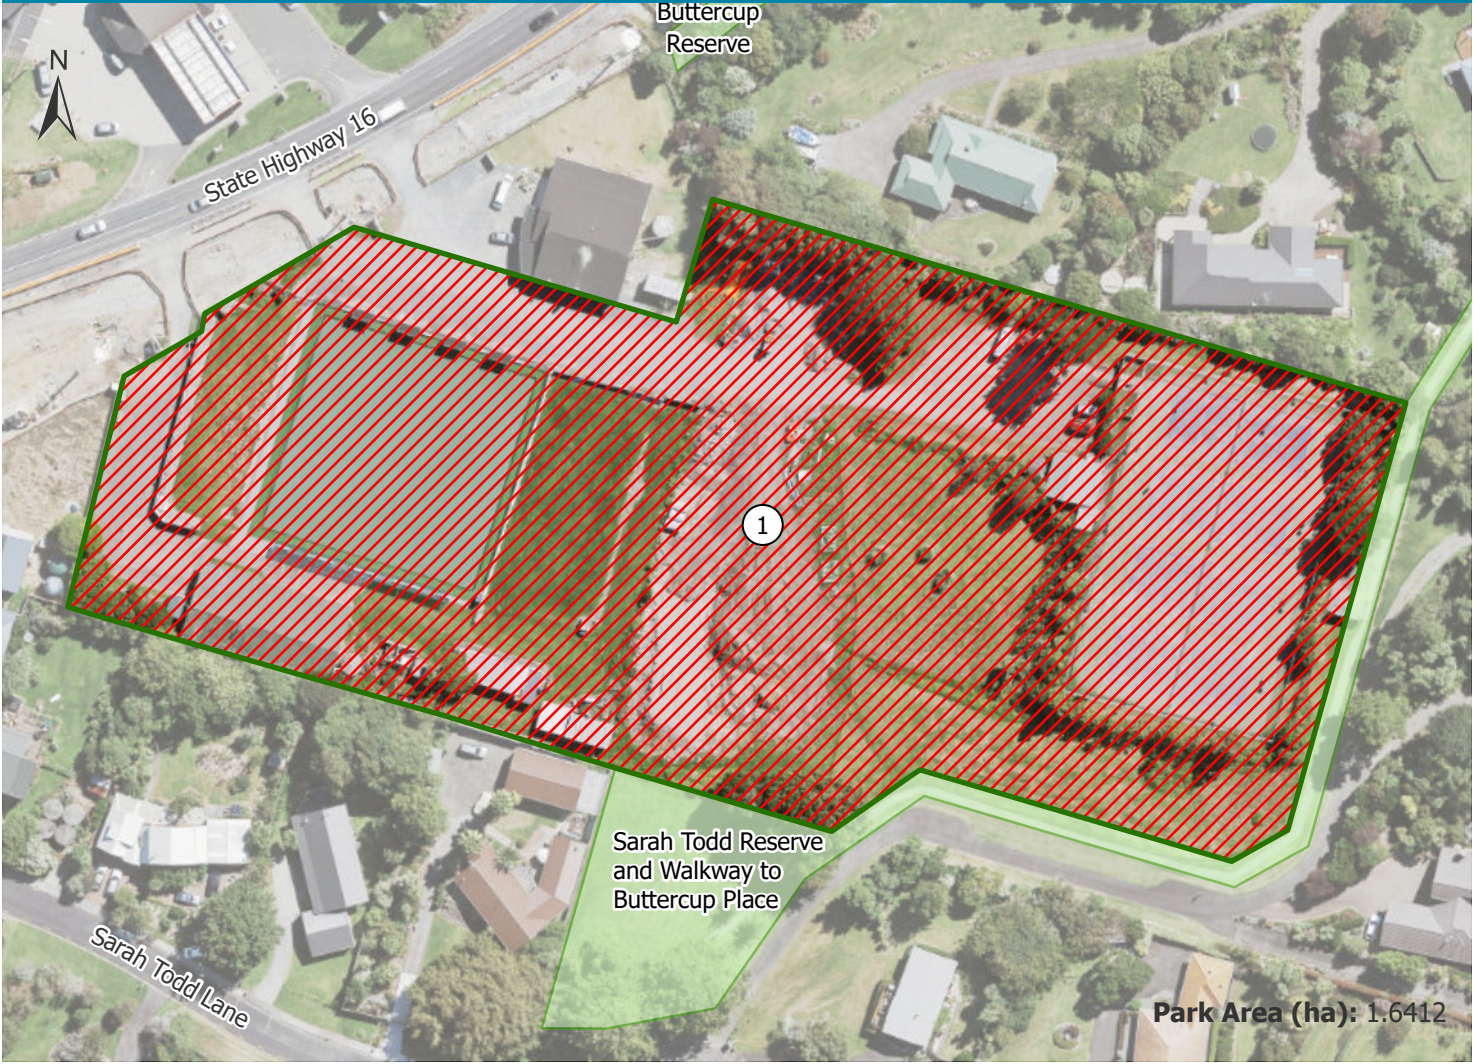 Buttercup
Reserve
N
State Highway 16
1
Sarah Todd Reserve
and Walkway to
Buttercup Place
Sarah Todd Lane
Park Area (ha): 1.6412